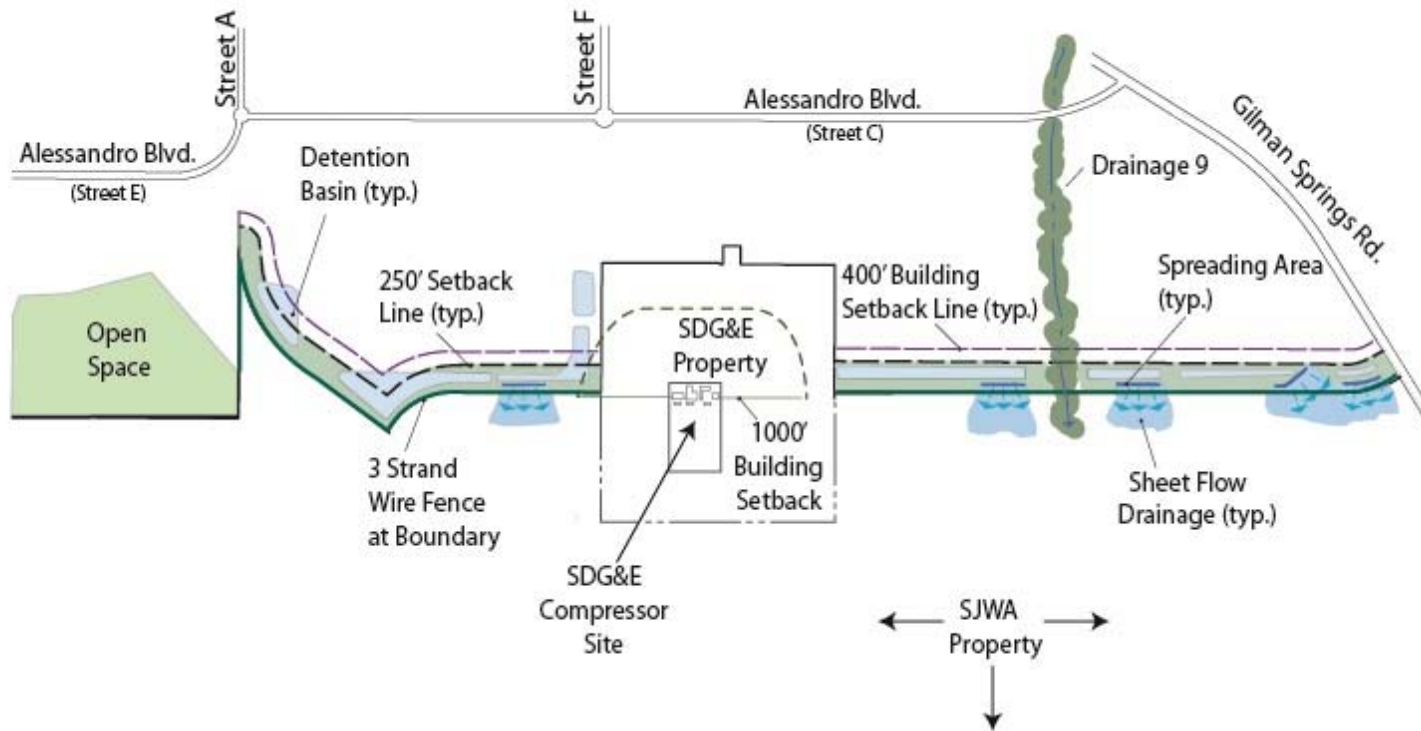 Street A
Street F
Alessandro Blvd.
(Street E)
Alessandro Blvd.
(Street C)
Gilman Springs Rd.
Detention
Basin (typ.)
Drainage 9
250' Setback
Line (typ.)
400' Building
Setback Line (typ.)
Spreading Area
(typ.)
Open
Space
SDG&E
Property
1000'
Building
Setback
3 Strand
Wire Fence
at Boundary
Sheet Flow
Drainage (typ.)
SDG&E
Compressor
Site
SJWA
Property